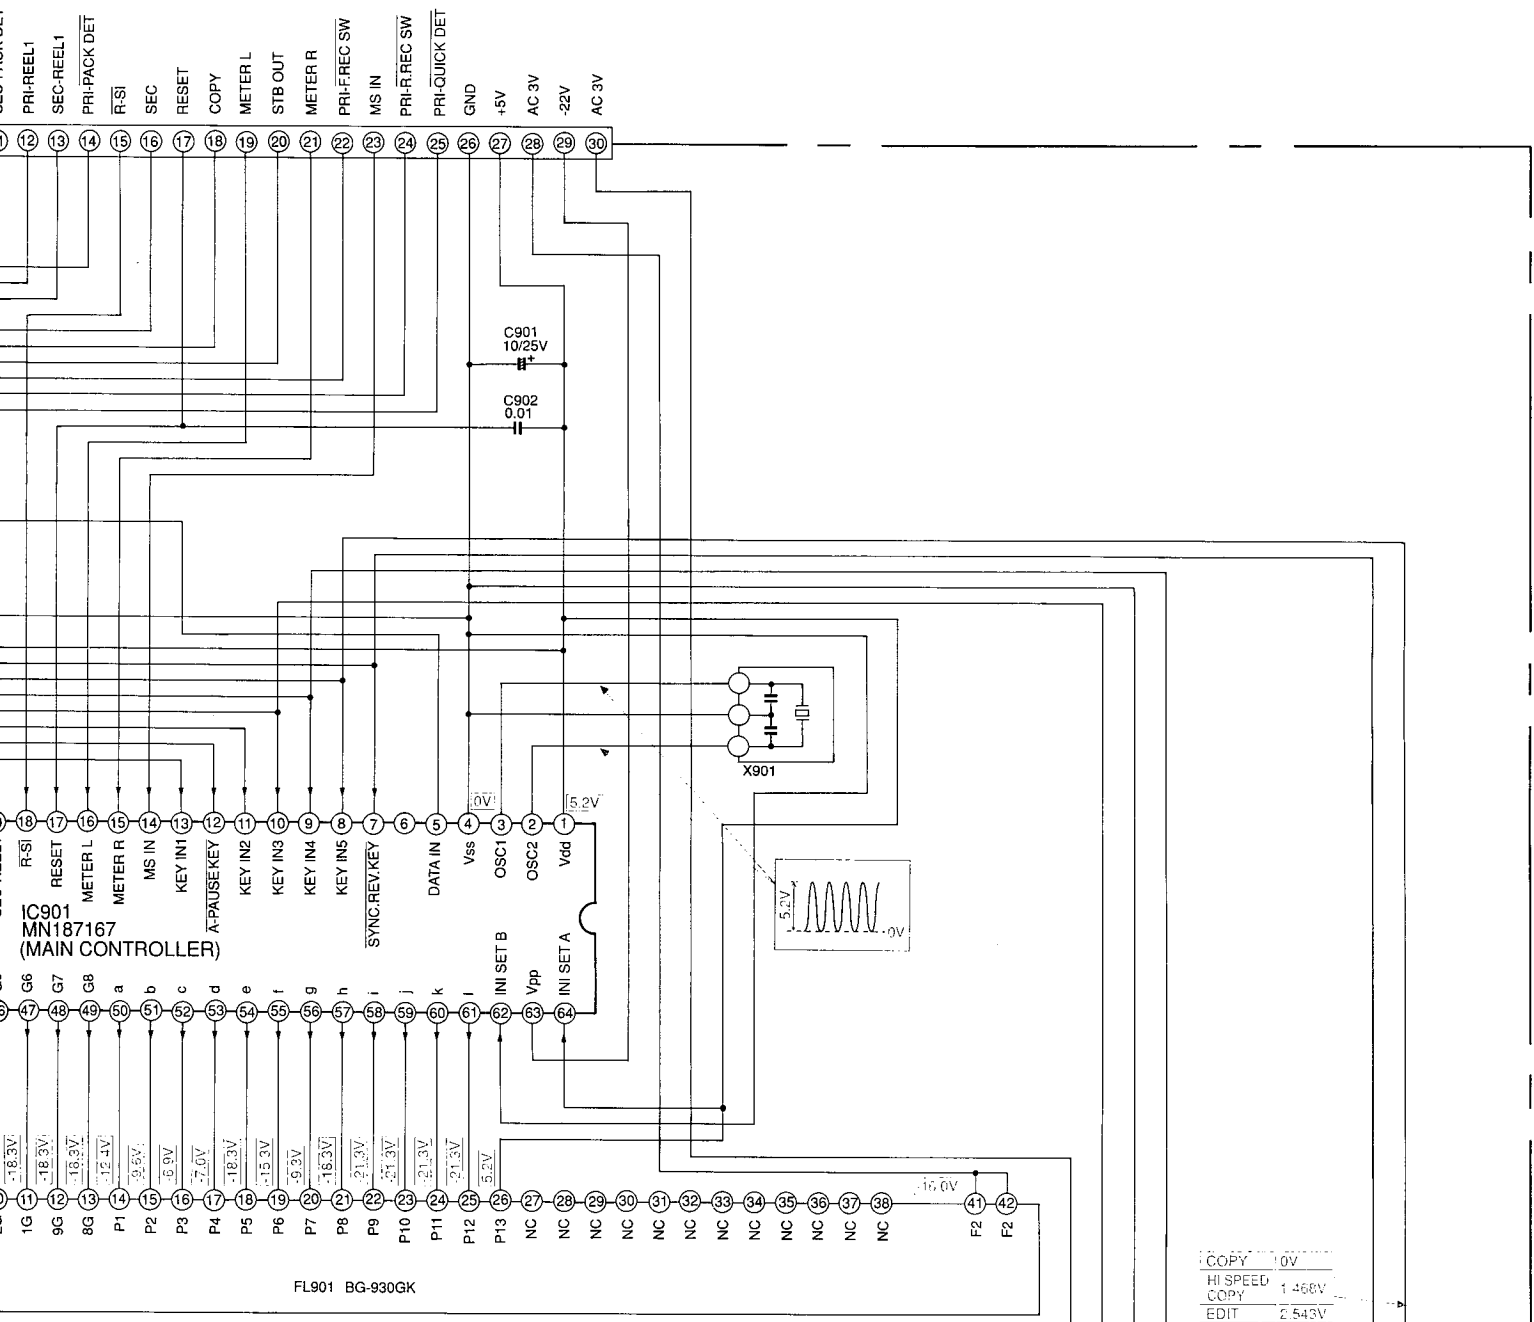 PRI-REEL1
SEC-REEL1
PRI-PACK DET
R-SI
SEC
RESET
COPY
METER L
STB OUT
METER R
PRI-F.REC SW
MS IN
PRI-R.REC SW
PRI-QUICK DET
GND
+5V
AC 3V
-22V
AC 3V
12 13 14 15 16 17 18 19 20 21 22 23 24 25 26 27 28 29 30
C901
10/25V
+
C902
0.01
X901
0V
5.2V
18 17 16 15 14 13 12 11 10 9 8 7 6 5 4 3 2 1
R-SI
RESET
METER L
METER R
MS IN
KEY IN1
A-PAUSE KEY
KEY IN2
KEY IN3
KEY IN4
KEY IN5
SYNC.REV.KEY
DATA IN
Vss
OSC1
OSC2
Vdd
5.2V
0V
IC901
MN187167
(MAIN CONTROLLER)
G6
G7
G8
a
b
c
d
e
f
g
h
i
j
k
l
INI SET B
Vpp
INI SET A
47 48 49 50 51 52 53 54 55 56 57 58 59 60 61 62 63 64
-18.3V
-18.3V
-18.3V
-12.4V
-9.6V
-6.9V
-7.0V
-18.3V
-15.3V
-9.3V
-18.3V
-21.3V
-21.3V
-21.3V
-21.3V
5.2V
-16.0V
11 12 13 14 15 16 17 18 19 20 21 22 23 24 25 26 27 28 29 30 31 32 33 34 35 36 37 38 41 42
1G
9G
8G
P1
P2
P3
P4
P5
P6
P7
P8
P9
P10
P11
P12
P13
NC
NC
NC
NC
NC
NC
NC
NC
NC
NC
NC
NC
F2
F2
FL901 BG-930GK
COPY 0V
HI SPEED
COPY 1.468V
EDIT 2.543V